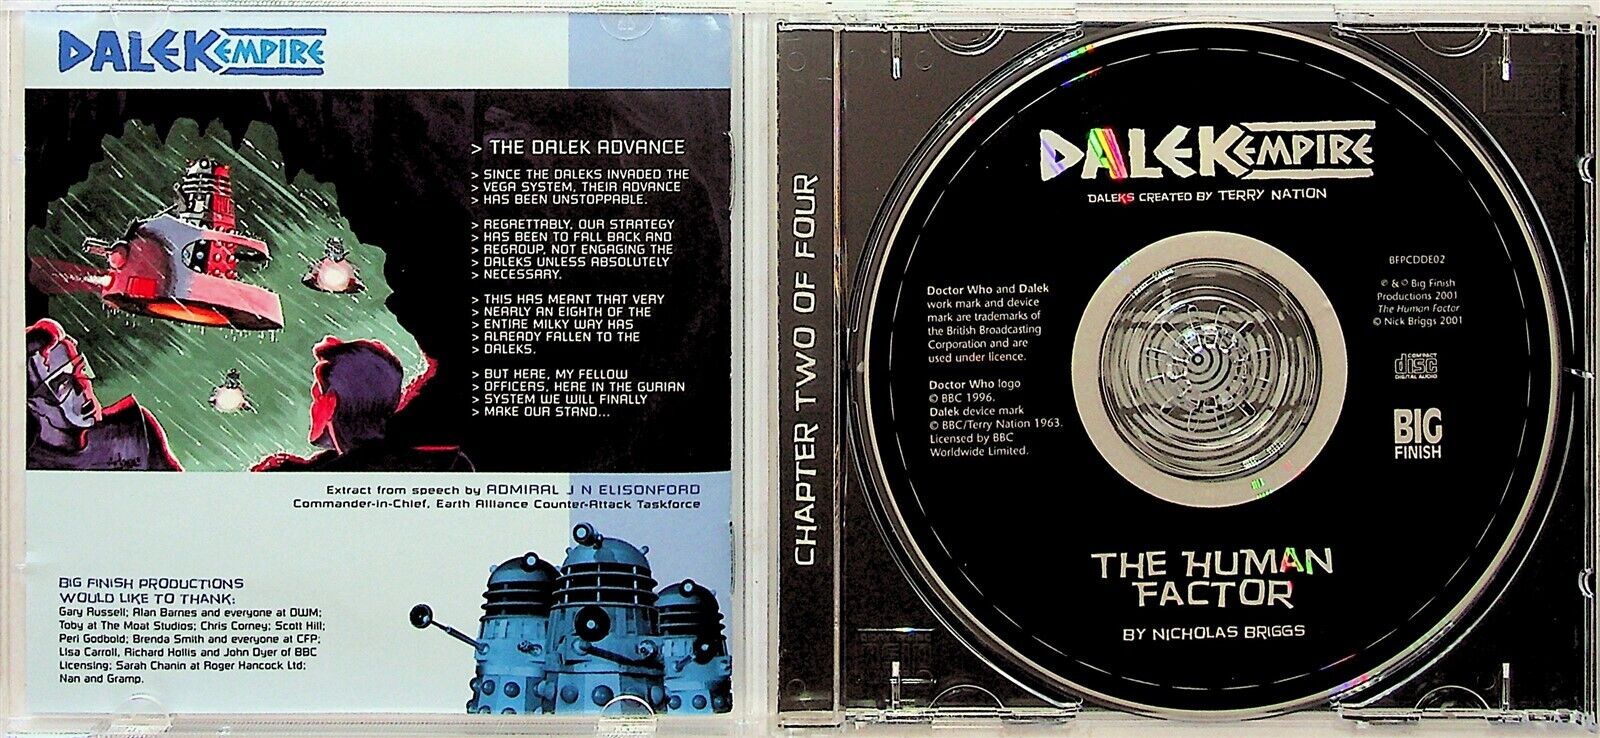 DALEK EMPIRE
> THE DALEK ADVANCE
> SINCE THE DALEKS INVADED THE
> VEGA SYSTEM, THEIR ADVANCE
> HAS BEEN UNSTOPPABLE.
> REGRETTABLY, OUR STRATEGY
> HAS BEEN TO FALL BACK AND
> REGROUP, NOT ENGAGING THE
> DALEKS UNLESS ABSOLUTELY
> NECESSARY.
> THIS HAS MEANT THAT VERY
> NEARLY AN EIGHTH OF THE
> ENTIRE MILKY WAY HAS
> ALREADY FALLEN TO THE
> DALEKS.
> BUT HERE, MY FELLOW
> OFFICERS, HERE IN THE GURIAN
> SYSTEM WE WILL FINALLY
> MAKE OUR STAND...
Extract from speech by ADMIRAL J N ELISONFORD
Commander-in-Chief, Earth Alliance Counter-Attack Taskforce
BIG FINISH PRODUCTIONS
WOULD LIKE TO THANK:
Gary Russell; Alan Barnes and everyone at DWM;
Toby at The Moat Studios; Chris Corney; Scott Hill;
Peri Godbold; Brenda Smith and everyone at CFP;
Lisa Carroll, Richard Hollis and John Dyer of BBC
Licensing; Sarah Chanin at Roger Hancock Ltd;
Nan and Gramp.
CHAPTER TWO OF FOUR
DALEK EMPIRE
DALEKS CREATED BY TERRY NATION
Doctor Who and Dalek
work mark and device
mark are trademarks of
the British Broadcasting
Corporation and are
used under licence.
Doctor Who logo
© BBC 1996.
Dalek device mark
© BBC/Terry Nation 1963.
Licensed by BBC
Worldwide Limited.
BFPCDDE02
℗ & © Big Finish
Productions 2001
The Human Factor
© Nick Briggs 2001
COMPACT
disc
DIGITAL AUDIO
BIG
FINISH
THE HUMAN
FACTOR
BY NICHOLAS BRIGGS